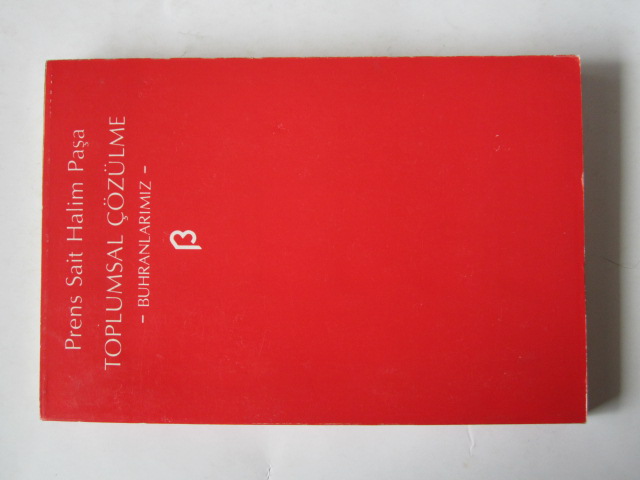 Prens Sait Halim Paşa
TOPLUMSAL ÇÖZÜLME
- BUHRANLARIMIZ -
β